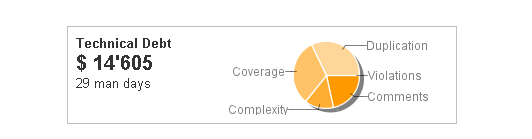 Technical Debt
$ 14'605
29 man days
Duplication
Coverage
Violations
Comments
Complexity